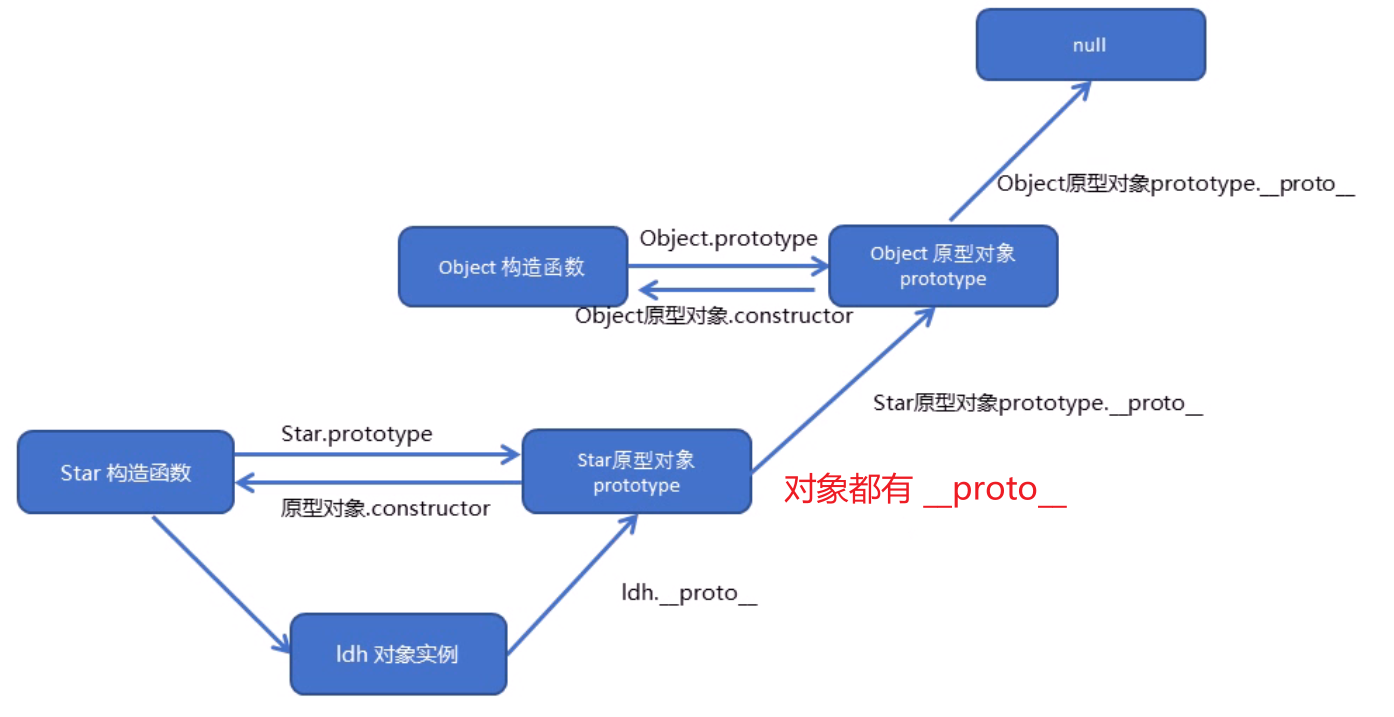 null
Object原型对象prototype.__proto__
Object.prototype
Object 构造函数
Object 原型对象
prototype
Object原型对象.constructor
Star原型对象prototype.__proto__
Star.prototype
Star 构造函数
Star原型对象
prototype
对象都有 __proto__
原型对象.constructor
ldh.__proto__
ldh 对象实例